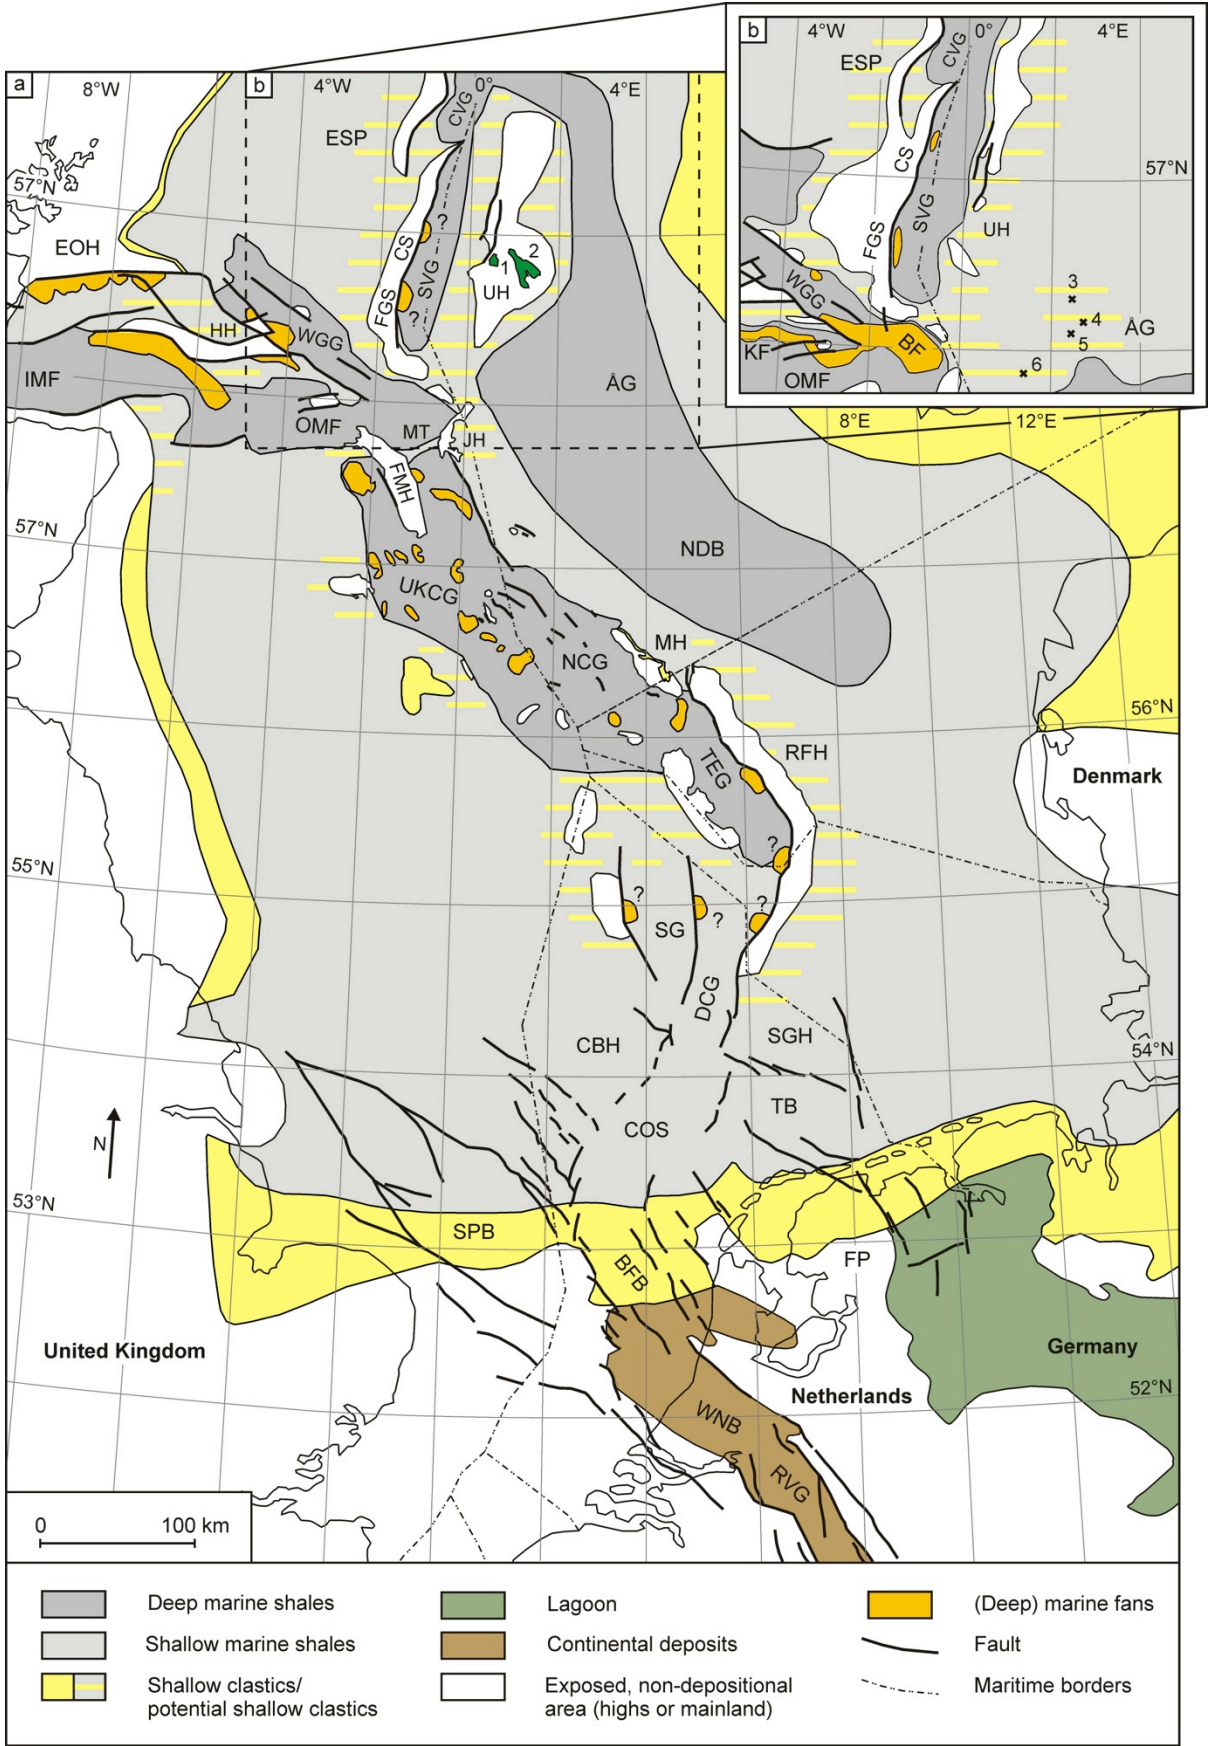 b
4°W
0°
4°E
ESP
CVG
CS
57°N
SVG
FGS
UH
WGG
3
4
5
ÅG
BF
KF
OMF
6
a
8°W
b
4°W
0°
4°E
ESP
CVG
57°N
EOH
CS
?
SVG
1
2
UH
FGS
?
HH
WGG
IMF
ÅG
8°E
12°E
OMF
MT
JH
FMH
57°N
NDB
UKCG
MH
NCG
56°N
RFH
TEG
Denmark
?
55°N
?
?
?
SG
DCG
CBH
SGH
54°N
TB
COS
N
53°N
SPB
BFB
FP
United Kingdom
Germany
52°N
Netherlands
WNB
RVG
0 100 km
Deep marine shales
Lagoon
(Deep) marine fans
Shallow marine shales
Continental deposits
Fault
Shallow clastics/
potential shallow clastics
Exposed, non-depositional
area (highs or mainland)
Maritime borders